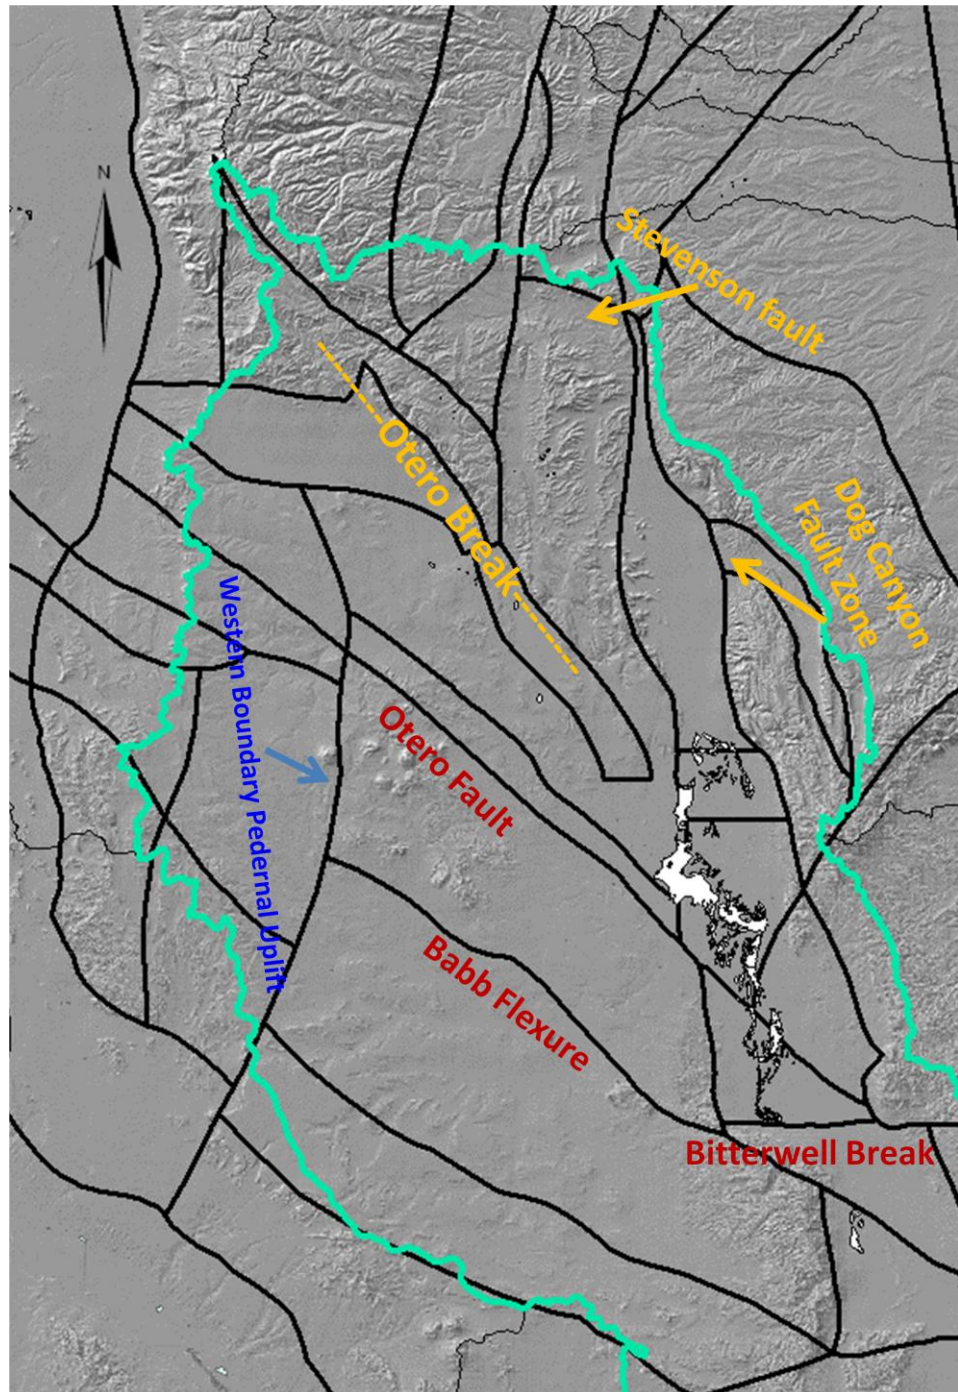 N
Stevenson fault
Otero Break
Dog Canyon
Fault Zone
Western Boundary Pedernal Uplift
Otero Fault
Babb Flexure
Bitterwell Break